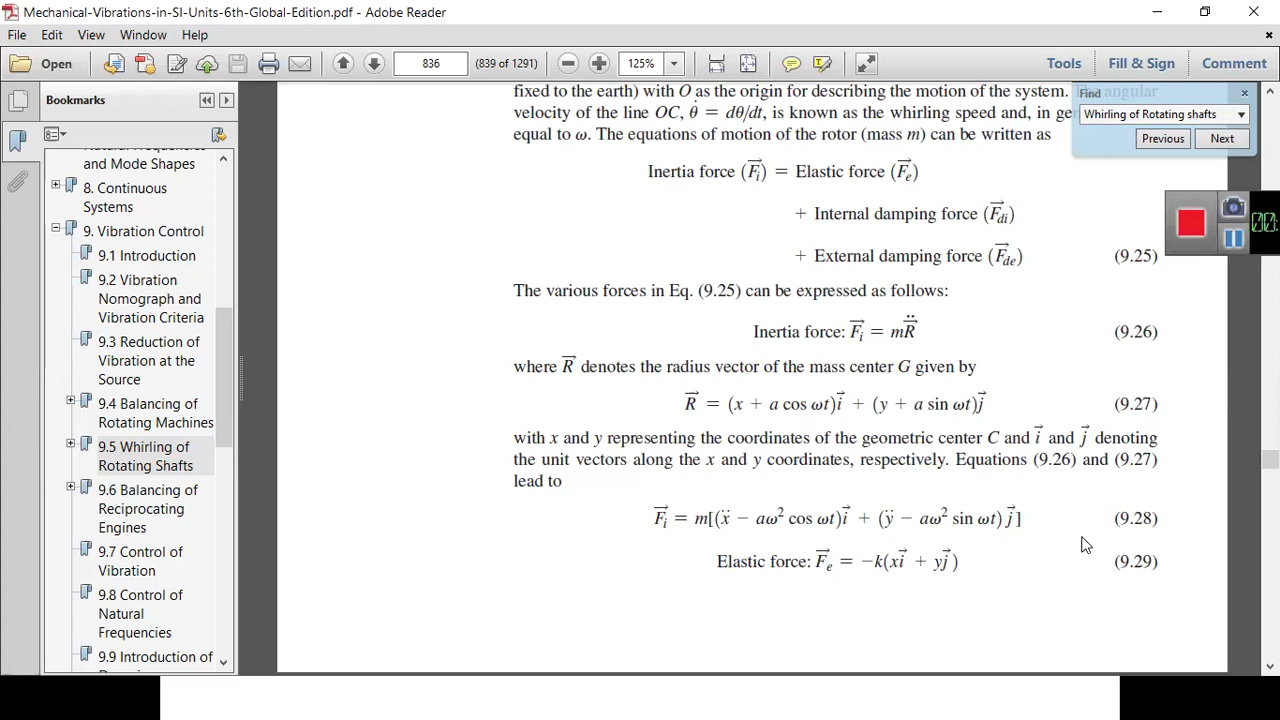 Mechanical-Vibrations-in-SI-Units-6th-Global-Edition.pdf - Adobe Reader
File Edit View Window Help
Open 836 (839 of 1291) 125% Tools Fill & Sign Comment
Bookmarks
and Mode Shapes
8. Continuous
Systems
9. Vibration Control
9.1 Introduction
9.2 Vibration
Nomograph and
Vibration Criteria
9.3 Reduction of
Vibration at the
Source
9.4 Balancing of
Rotating Machines
9.5 Whirling of
Rotating Shafts
9.6 Balancing of
Reciprocating
Engines
9.7 Control of
Vibration
9.8 Control of
Natural
Frequencies
9.9 Introduction of
fixed to the earth) with O as the origin for describing the motion of the system. The angular
velocity of the line OC, θ̇ = dθ/dt, is known as the whirling speed and, in ge
equal to ω. The equations of motion of the rotor (mass m) can be written as
Inertia force (F⃗i) = Elastic force (F⃗e)
+ Internal damping force (F⃗di)
+ External damping force (F⃗de) (9.25)
The various forces in Eq. (9.25) can be expressed as follows:
Inertia force: F⃗i = mR⃗̈ (9.26)
where R⃗ denotes the radius vector of the mass center G given by
R⃗ = (x + a cos ωt)i⃗ + (y + a sin ωt)j⃗ (9.27)
with x and y representing the coordinates of the geometric center C and i⃗ and j⃗ denoting
the unit vectors along the x and y coordinates, respectively. Equations (9.26) and (9.27)
lead to
F⃗i = m[(ẍ − aω² cos ωt)i⃗ + (ÿ − aω² sin ωt)j⃗] (9.28)
Elastic force: F⃗e = −k(xi⃗ + yj⃗) (9.29)
Find
Whirling of Rotating shafts
Previous Next
00: